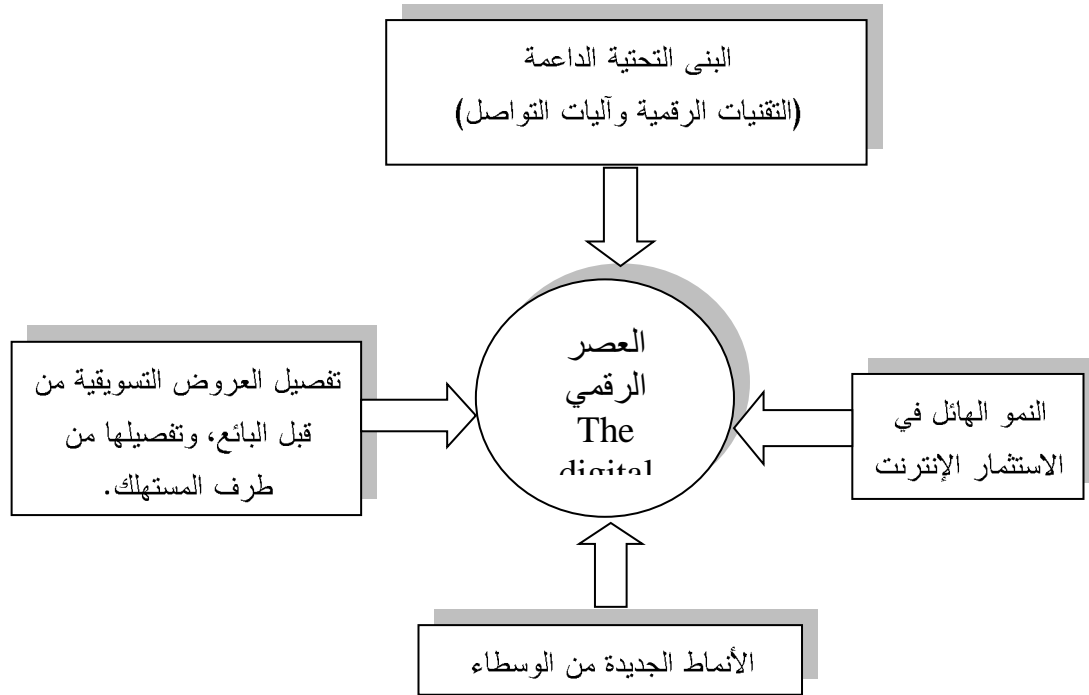 البنى التحتية الداعمة
(التقنيات الرقمية وآليات التواصل)
العصر
الرقمي
The
digital
النمو الهائل في
الاستثمار الإنترنت
تفصيل العروض التسويقية من
قبل البائع، وتفصيلها من
طرف المستهلك.
الأنماط الجديدة من الوسطاء